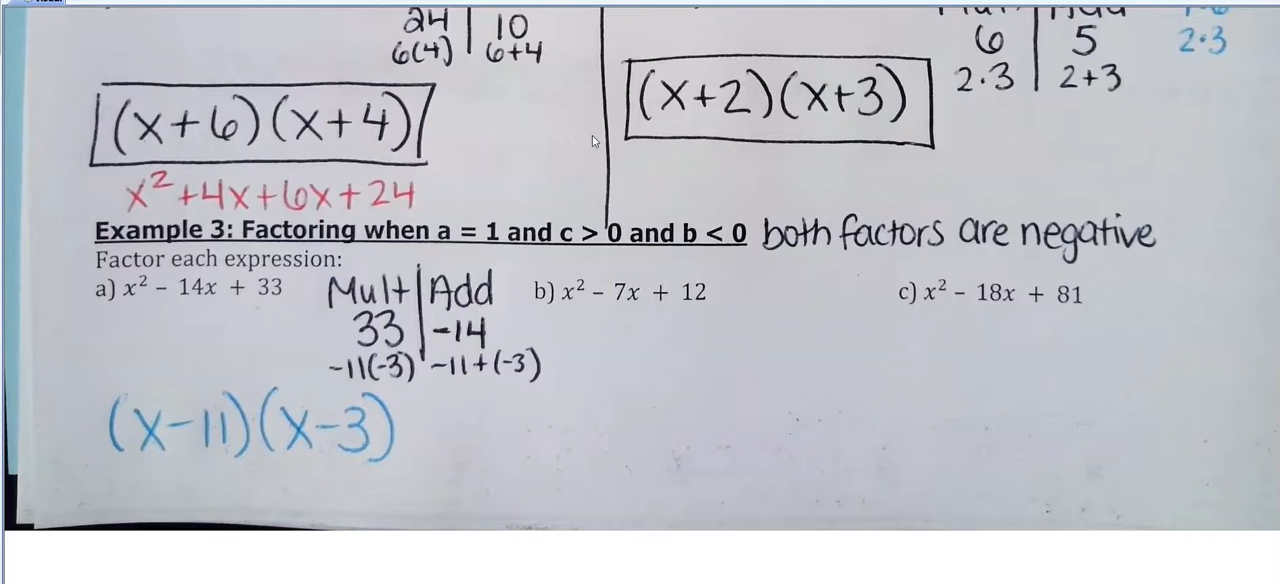 24 | 10
6(4) | 6+4
(x+6)(x+4)
x²+4x+6x+24
6 | 5
2·3 | 2+3
2·3
(x+2)(x+3)
Example 3: Factoring when a = 1 and c > 0 and b < 0 both factors are negative
Factor each expression:
a) x² - 14x + 33
Mult | Add
33 | -14
-11(-3) | -11+(-3)
(x-11)(x-3)
b) x² - 7x + 12
c) x² - 18x + 81